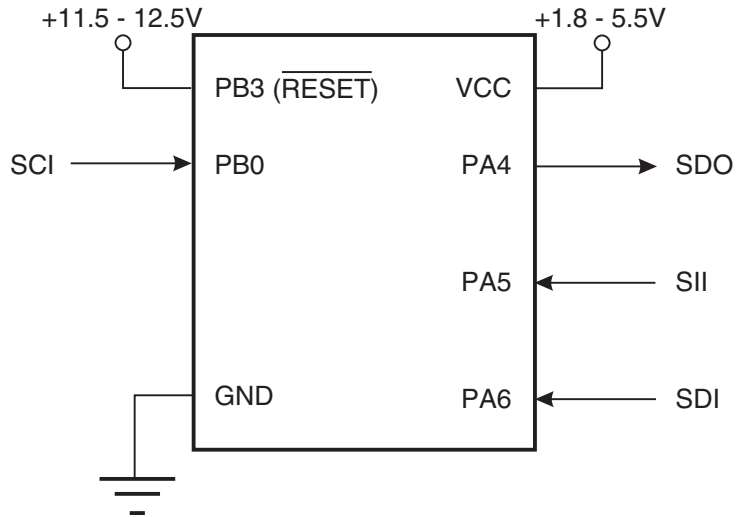 +11.5 - 12.5V
+1.8 - 5.5V
PB3 (RESET)
VCC
SCI
PB0
PA4
SDO
PA5
SII
GND
PA6
SDI